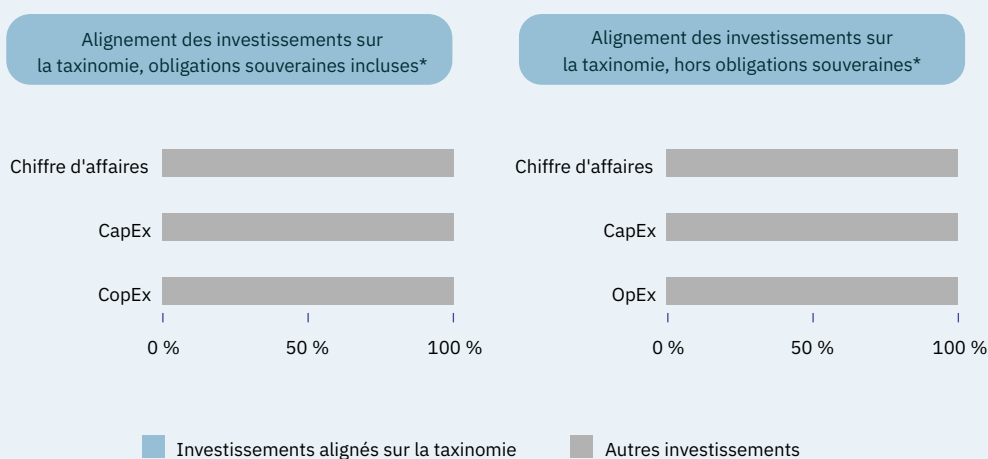 Alignement des investissements sur
la taxinomie, obligations souveraines incluses*
Chiffre d'affaires
CapEx
CopEx
0 %
50 %
100 %
Alignement des investissements sur
la taxinomie, hors obligations souveraines*
Chiffre d'affaires
CapEx
OpEx
0 %
50 %
100 %
Investissements alignés sur la taxinomie
Autres investissements